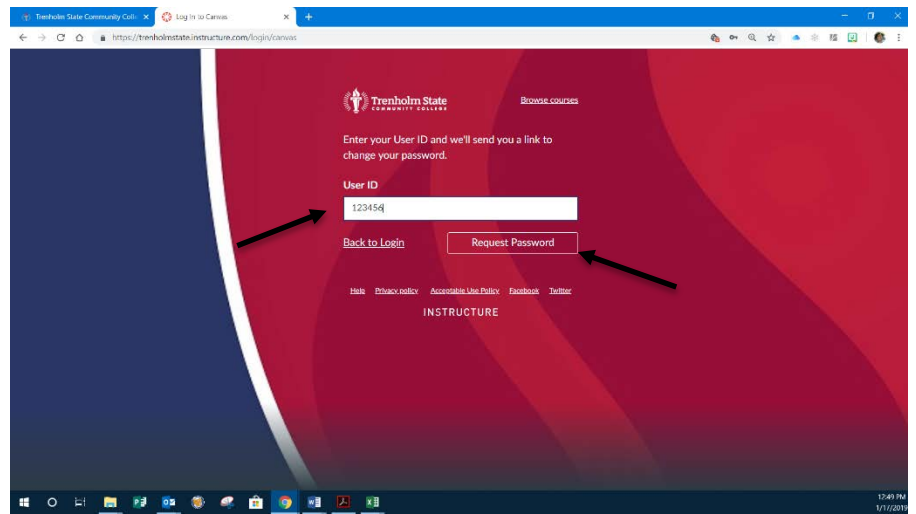 Trenholm State Community Coll
Log In to Canvas
https://trenholmstate.instructure.com/login/canvas
Trenholm State
COMMUNITY COLLEGE
Browse courses
Enter your User ID and we'll send you a link to
change your password.
User ID
123456
Back to Login
Request Password
Help Privacy policy Acceptable Use Policy Facebook Twitter
INSTRUCTURE
12:49 PM
1/17/2019